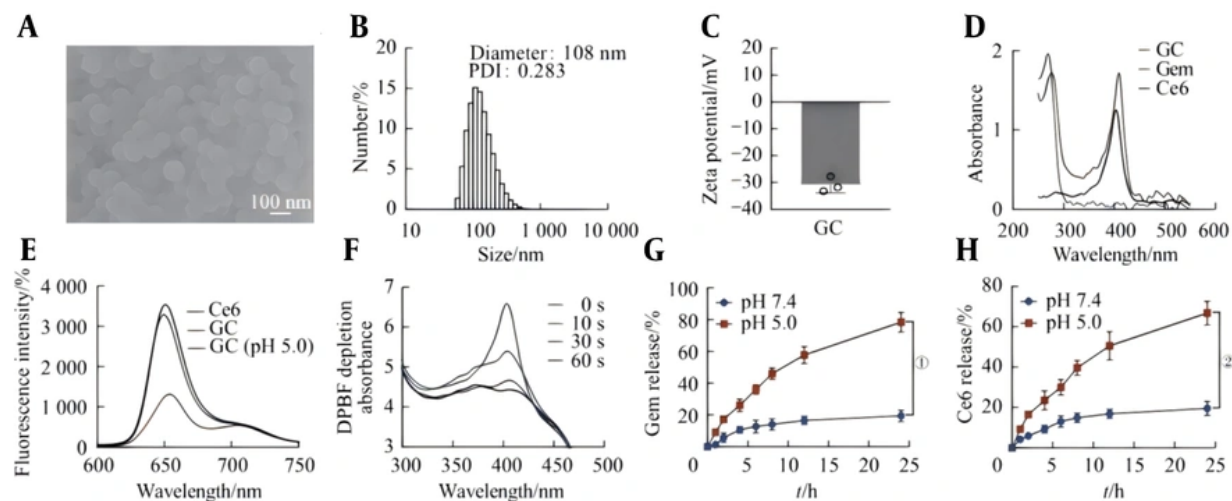 A
100 nm
B
Diameter: 108 nm
PDI: 0.283
20
15
10
5
0
10
100
1 000
10 000
Number/%
Size/nm
C
20
10
0
−10
−20
−30
−40
Zeta potential/mV
GC
D
GC
Gem
Ce6
2
1
0
200
300
400
500
600
Absorbance
Wavelength/nm
E
Ce6
GC
GC (pH 5.0)
4 000
3 000
2 000
1 000
0
600
650
700
750
Fluorescence intensity/%
Wavelength/nm
F
0 s
10 s
30 s
60 s
7
6
5
4
3
300
400
500
DPBF depletion
absorbance
Wavelength/nm
G
pH 7.4
pH 5.0
100
80
60
40
20
0
5
10
15
20
25
Gem release/%
t/h
①
H
pH 7.4
pH 5.0
80
60
40
20
0
5
10
15
20
25
Ce6 release/%
t/h
②